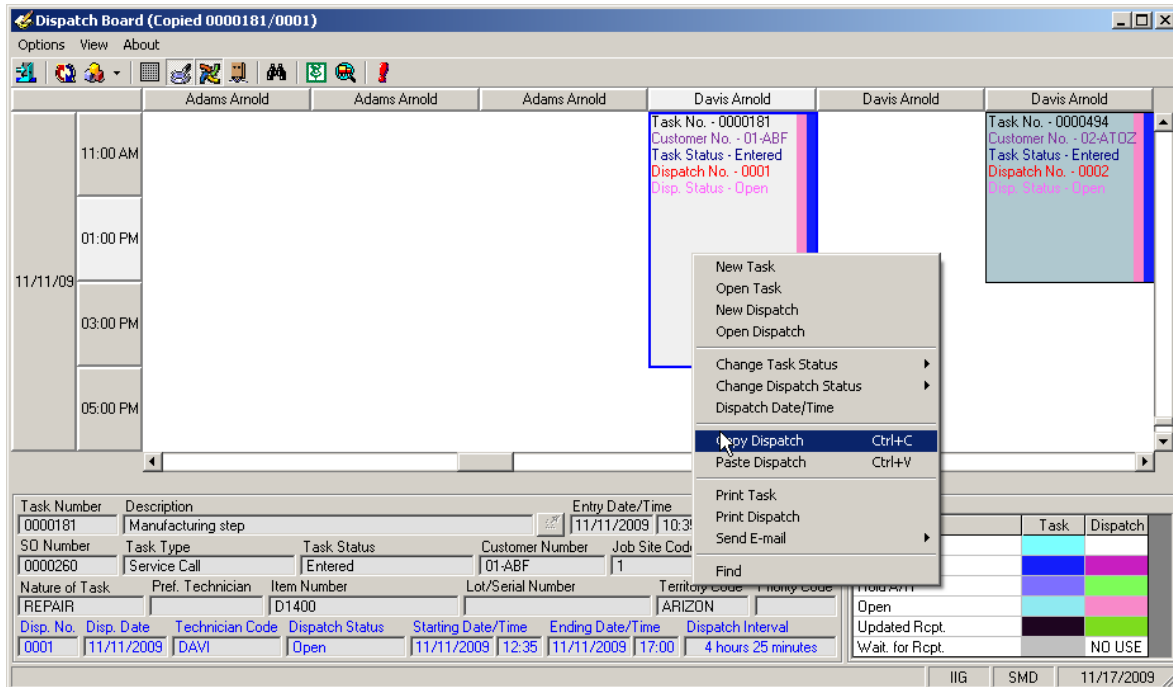 Dispatch Board (Copied 0000181/0001)
Options View About
Adams Arnold Adams Arnold Adams Arnold Davis Arnold Davis Arnold Davis Arnold
11/11/09
11:00 AM
01:00 PM
03:00 PM
05:00 PM
Task No. - 0000181
Customer No. - 01-ABF
Task Status - Entered
Dispatch No. - 0001
Disp. Status - Open
Task No. - 0000494
Customer No. - 02-ATOZ
Task Status - Entered
Dispatch No. - 0002
Disp. Status - Open
New Task
Open Task
New Dispatch
Open Dispatch
Change Task Status
Change Dispatch Status
Dispatch Date/Time
Copy Dispatch Ctrl+C
Paste Dispatch Ctrl+V
Print Task
Print Dispatch
Send E-mail
Find
Task Number Description Entry Date/Time
0000181 Manufacturing step 11/11/2009
SO Number Task Type Task Status Customer Number Job Site Code
0000260 Service Call Entered 01-ABF 1
Nature of Task Pref. Technician Item Number Lot/Serial Number Territory Code Priority Code
REPAIR D1400 ARIZON
Disp. No. Disp. Date Technician Code Dispatch Status Starting Date/Time Ending Date/Time Dispatch Interval
0001 11/11/2009 DAVI Open 11/11/2009 12:35 11/11/2009 17:00 4 hours 25 minutes
Task Dispatch
Hold A/R
Open
Updated Rcpt.
Wait. for Rcpt. NO USE
IIG SMD 11/17/2009